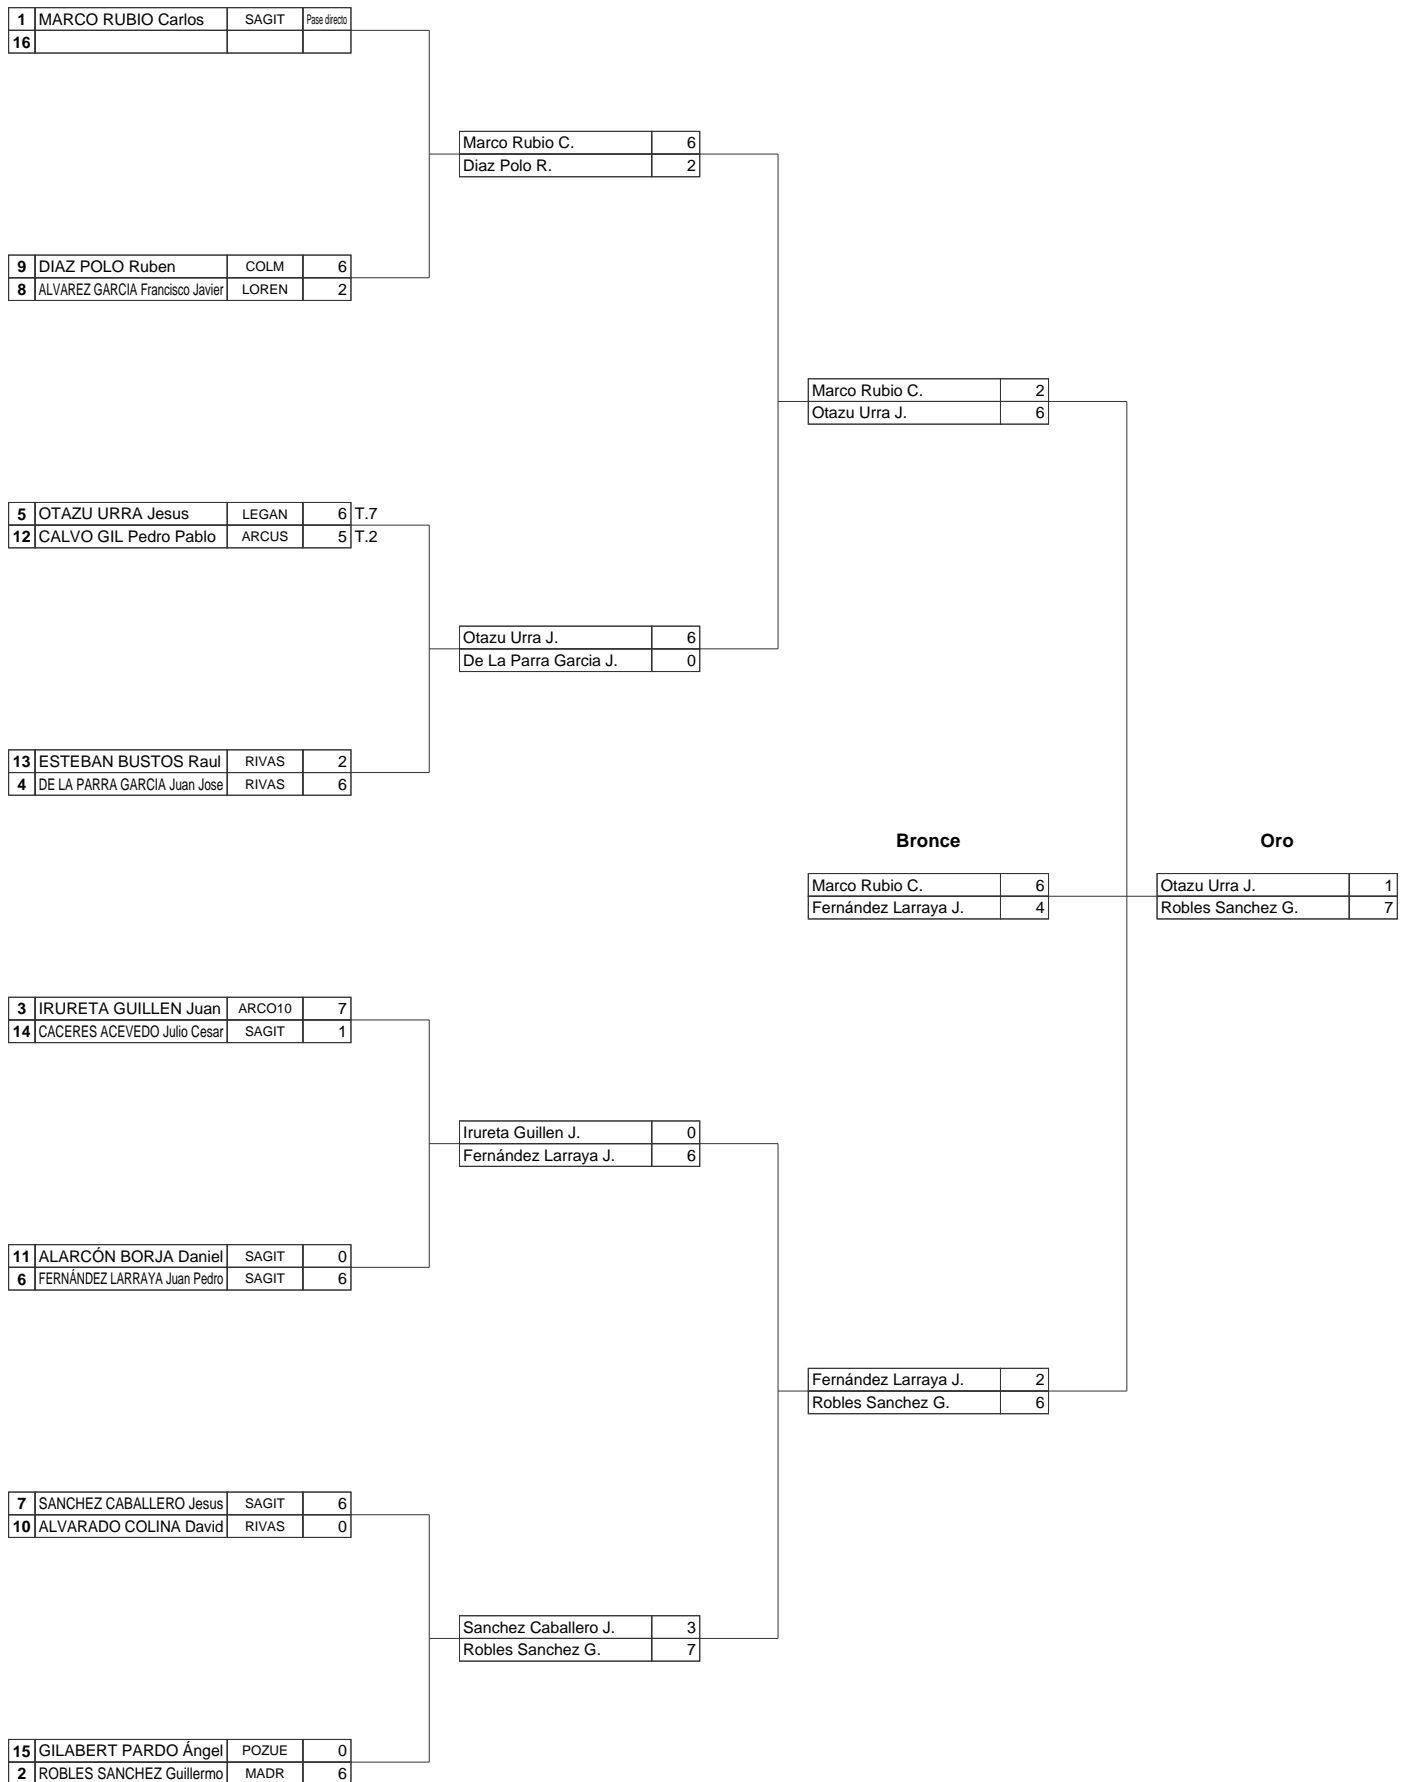 1 MARCO RUBIO Carlos SAGIT Pase directo
16
Marco Rubio C. 6
Diaz Polo R. 2
9 DIAZ POLO Ruben COLM 6
8 ALVAREZ GARCIA Francisco Javier LOREN 2
Marco Rubio C. 2
Otazu Urra J. 6
5 OTAZU URRA Jesus LEGAN 6 T.7
12 CALVO GIL Pedro Pablo ARCUS 5 T.2
Otazu Urra J. 6
De La Parra Garcia J. 0
13 ESTEBAN BUSTOS Raul RIVAS 2
4 DE LA PARRA GARCIA Juan Jose RIVAS 6
Bronce Oro
Marco Rubio C. 6 Otazu Urra J. 1
Fernández Larraya J. 4 Robles Sanchez G. 7
3 IRURETA GUILLEN Juan ARCO10 7
14 CACERES ACEVEDO Julio Cesar SAGIT 1
Irureta Guillen J. 0
Fernández Larraya J. 6
11 ALARCÓN BORJA Daniel SAGIT 0
6 FERNÁNDEZ LARRAYA Juan Pedro SAGIT 6
Fernández Larraya J. 2
Robles Sanchez G. 6
7 SANCHEZ CABALLERO Jesus SAGIT 6
10 ALVARADO COLINA David RIVAS 0
Sanchez Caballero J. 3
Robles Sanchez G. 7
15 GILABERT PARDO Ángel POZUE 0
2 ROBLES SANCHEZ Guillermo MADR 6